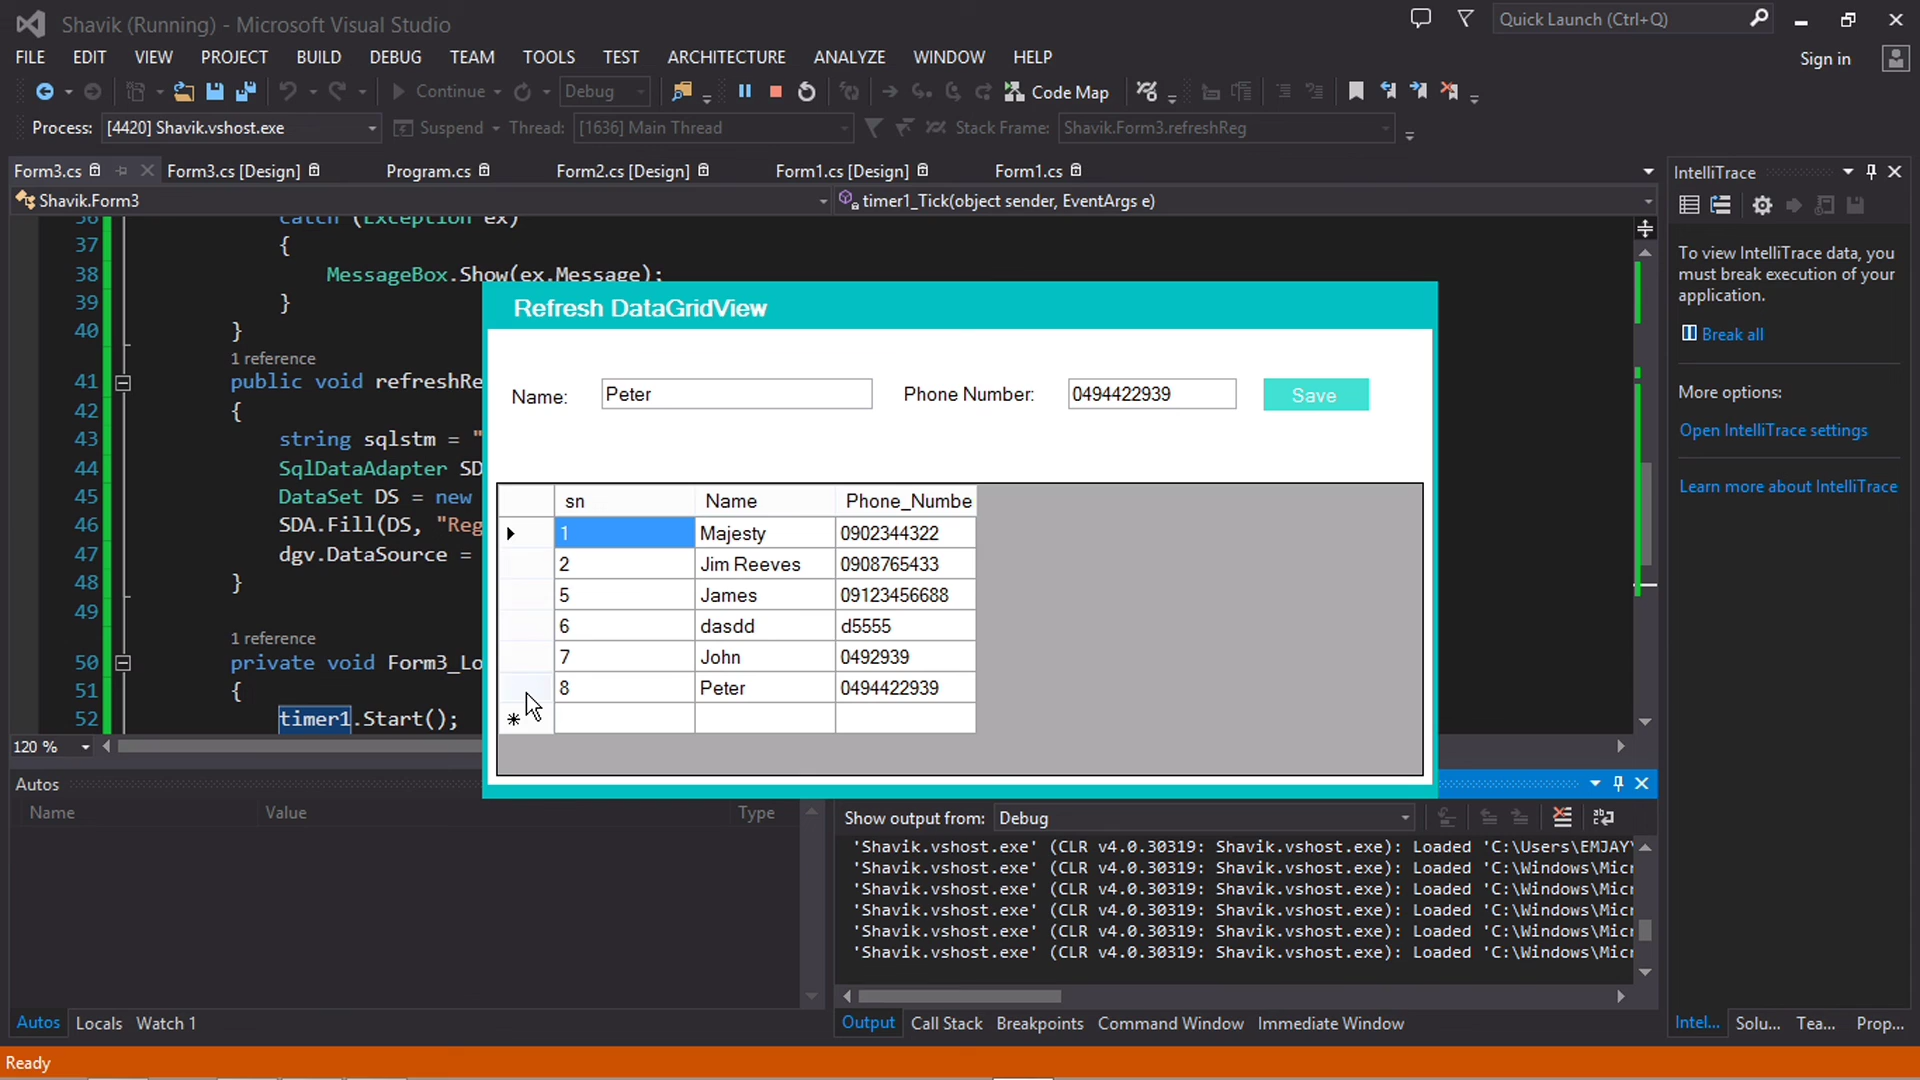 Shavik (Running) - Microsoft Visual Studio
Quick Launch (Ctrl+Q)
FILE EDIT VIEW PROJECT BUILD DEBUG TEAM TOOLS TEST ARCHITECTURE ANALYZE WINDOW HELP
Sign in
Continue Debug Code Map
Process: [4420] Shavik.vshost.exe Suspend Thread: [1636] Main Thread Stack Frame: Shavik.Form3.refreshReg
Form3.cs Form3.cs [Design] Program.cs Form2.cs [Design] Form1.cs [Design] Form1.cs
Shavik.Form3 timer1_Tick(object sender, EventArgs e)
36 catch (Exception ex)
37 {
38 MessageBox.Show(ex.Message);
39 }
40 }
1 reference
41 public void refreshRe
42 {
43 string sqlstm = "
44 SqlDataAdapter SD
45 DataSet DS = new
46 SDA.Fill(DS, "Reg
47 dgv.DataSource =
48 }
49
1 reference
50 private void Form3_Lo
51 {
52 timer1.Start();
120 %
Refresh DataGridView
Name: Peter Phone Number: 0494422939 Save
sn Name Phone_Numbe
1 Majesty 0902344322
2 Jim Reeves 0908765433
5 James 09123456688
6 dasdd d5555
7 John 0492939
8 Peter 0494422939
IntelliTrace
To view IntelliTrace data, you
must break execution of your
application.
Break all
More options:
Open IntelliTrace settings
Learn more about IntelliTrace
Autos
Name Value Type
Show output from: Debug
'Shavik.vshost.exe' (CLR v4.0.30319: Shavik.vshost.exe): Loaded 'C:\Users\EMJAY\
'Shavik.vshost.exe' (CLR v4.0.30319: Shavik.vshost.exe): Loaded 'C:\Windows\Micr
'Shavik.vshost.exe' (CLR v4.0.30319: Shavik.vshost.exe): Loaded 'C:\Windows\Micr
'Shavik.vshost.exe' (CLR v4.0.30319: Shavik.vshost.exe): Loaded 'C:\Windows\Micr
'Shavik.vshost.exe' (CLR v4.0.30319: Shavik.vshost.exe): Loaded 'C:\Windows\Micr
'Shavik.vshost.exe' (CLR v4.0.30319: Shavik.vshost.exe): Loaded 'C:\Windows\Micr
Autos Locals Watch 1
Output Call Stack Breakpoints Command Window Immediate Window
Intel... Solu... Tea... Prop...
Ready